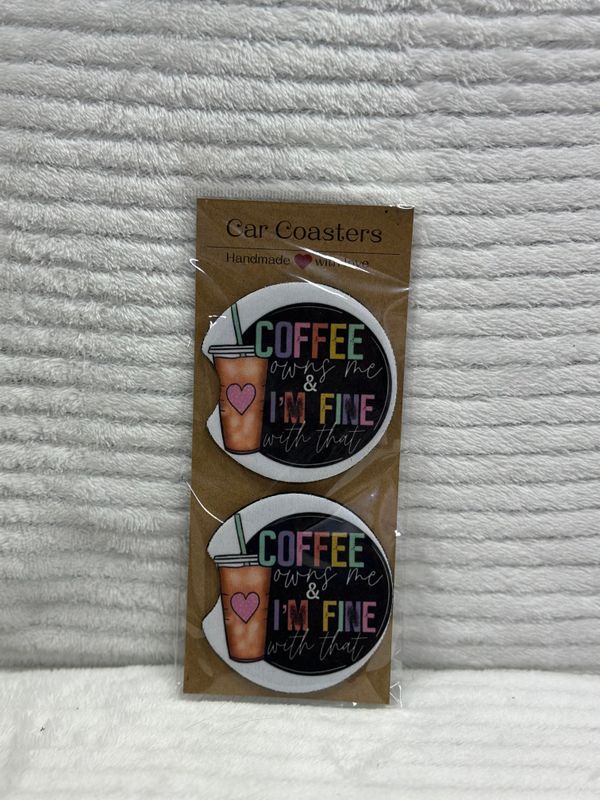 Car Coasters
Handmade with love
COFFEE
owns me
&
I'M FINE
with that
COFFEE
owns me
&
I'M FINE
with that